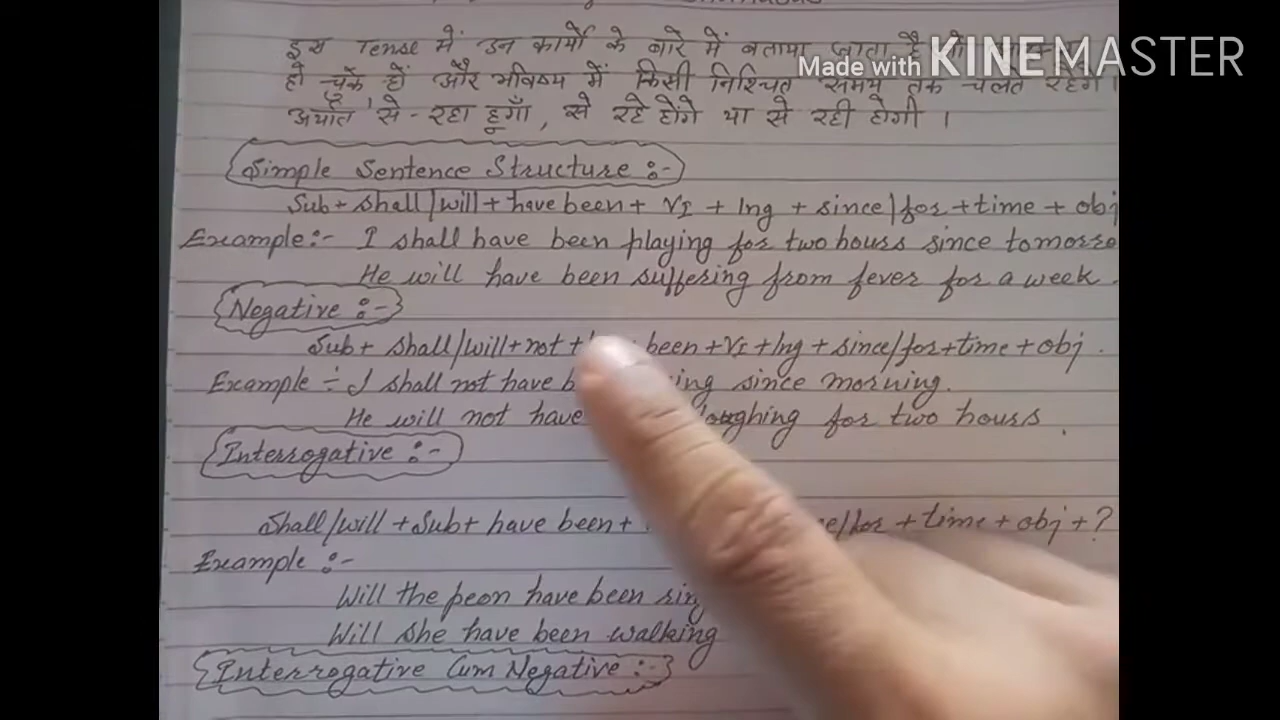 Made with KINEMASTER
इस Tense में उन कार्यो के बारे में बताया जाता है
हो चुके हों और भविष्य में किसी निश्चित समय तक चलते रहेंगे।
अर्थात से - रहा हूगाँ, से रहे होंगे या से रही होगी ।
Simple Sentence Structure :-
Sub + shall/will + have been + VI + Ing + since/for + time + obj
Example :- I shall have been playing for two hours since tomorro
He will have been suffering from fever for a week.
Negative :-
Sub + shall/will + not + been + VI + Ing + since/for + time + obj.
Example ÷ I shall not have since morning.
He will not have for two hours.
Interrogative :-
Shall/will + Sub + have been + + time + obj + ?
Example :-
Will the peon have been
Will she have been walking
Interrogative Cum Negative :-